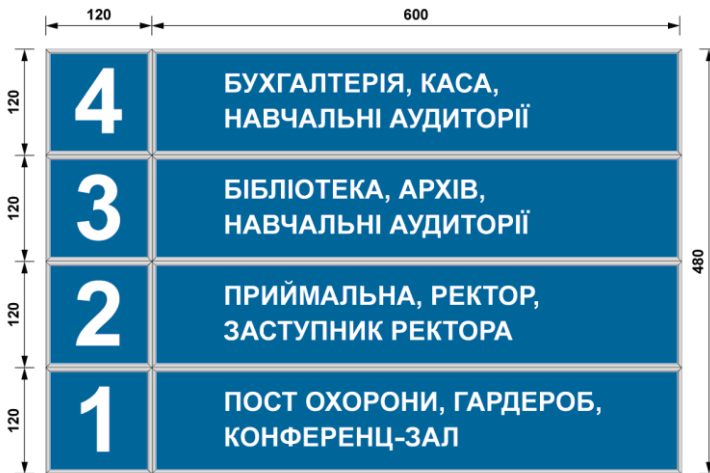 120
600
120
4
БУХГАЛТЕРІЯ, КАСА,
НАВЧАЛЬНІ АУДИТОРІЇ
120
3
БІБЛІОТЕКА, АРХІВ,
НАВЧАЛЬНІ АУДИТОРІЇ
480
120
2
ПРИЙМАЛЬНА, РЕКТОР,
ЗАСТУПНИК РЕКТОРА
120
1
ПОСТ ОХОРОНИ, ГАРДЕРОБ,
КОНФЕРЕНЦ-ЗАЛ